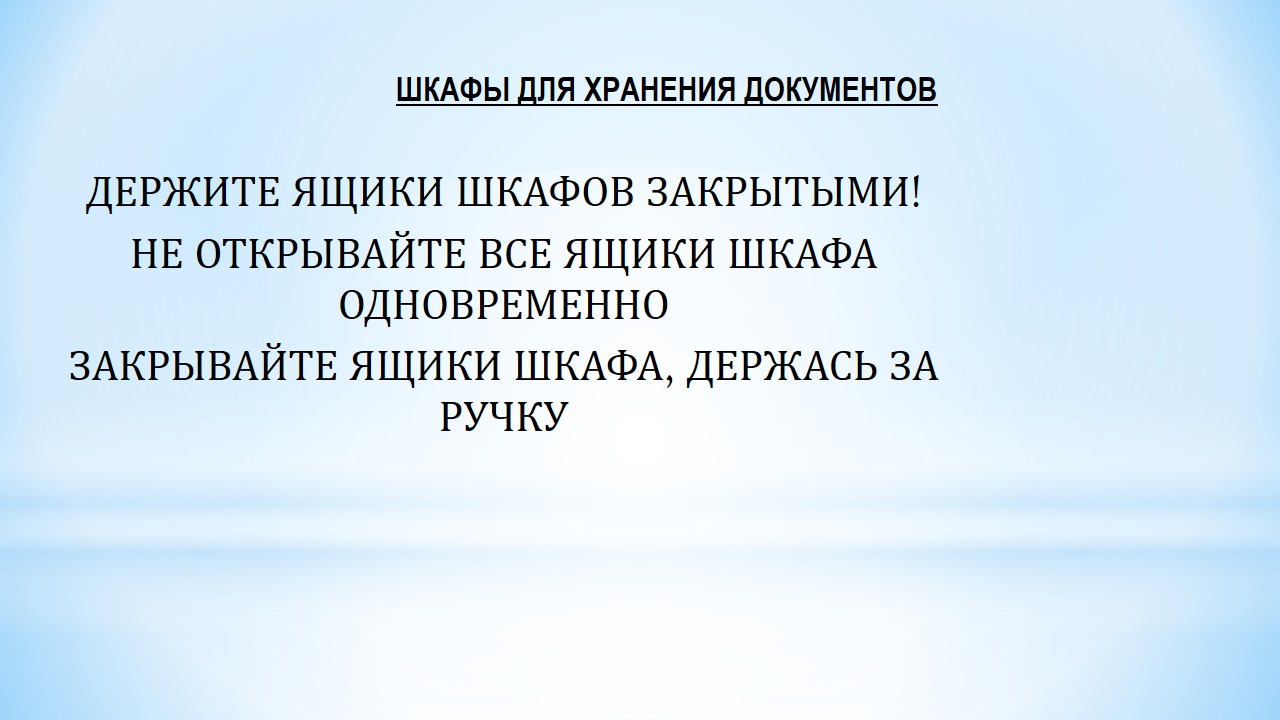 ШКАФЫ ДЛЯ ХРАНЕНИЯ ДОКУМЕНТОВ
ДЕРЖИТЕ ЯЩИКИ ШКАФОВ ЗАКРЫТЫМИ!
НЕ ОТКРЫВАЙТЕ ВСЕ ЯЩИКИ ШКАФА
ОДНОВРЕМЕННО
ЗАКРЫВАЙТЕ ЯЩИКИ ШКАФА, ДЕРЖАСЬ ЗА
РУЧКУ